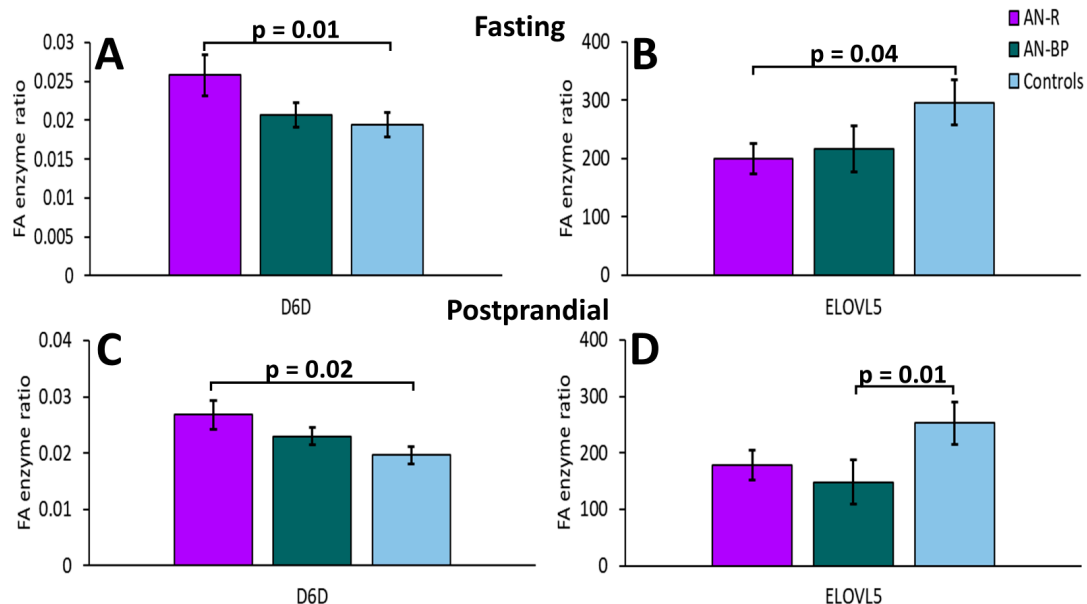 Fasting
AN-R
AN-BP
Controls
A
p = 0.01
FA enzyme ratio
0.03
0.025
0.02
0.015
0.01
0.005
0
D6D
B
p = 0.04
FA enzyme ratio
400
300
200
100
0
ELOVL5
Postprandial
C
p = 0.02
FA enzyme ratio
0.04
0.03
0.02
0.01
0
D6D
D
p = 0.01
FA enzyme ratio
400
300
200
100
0
ELOVL5